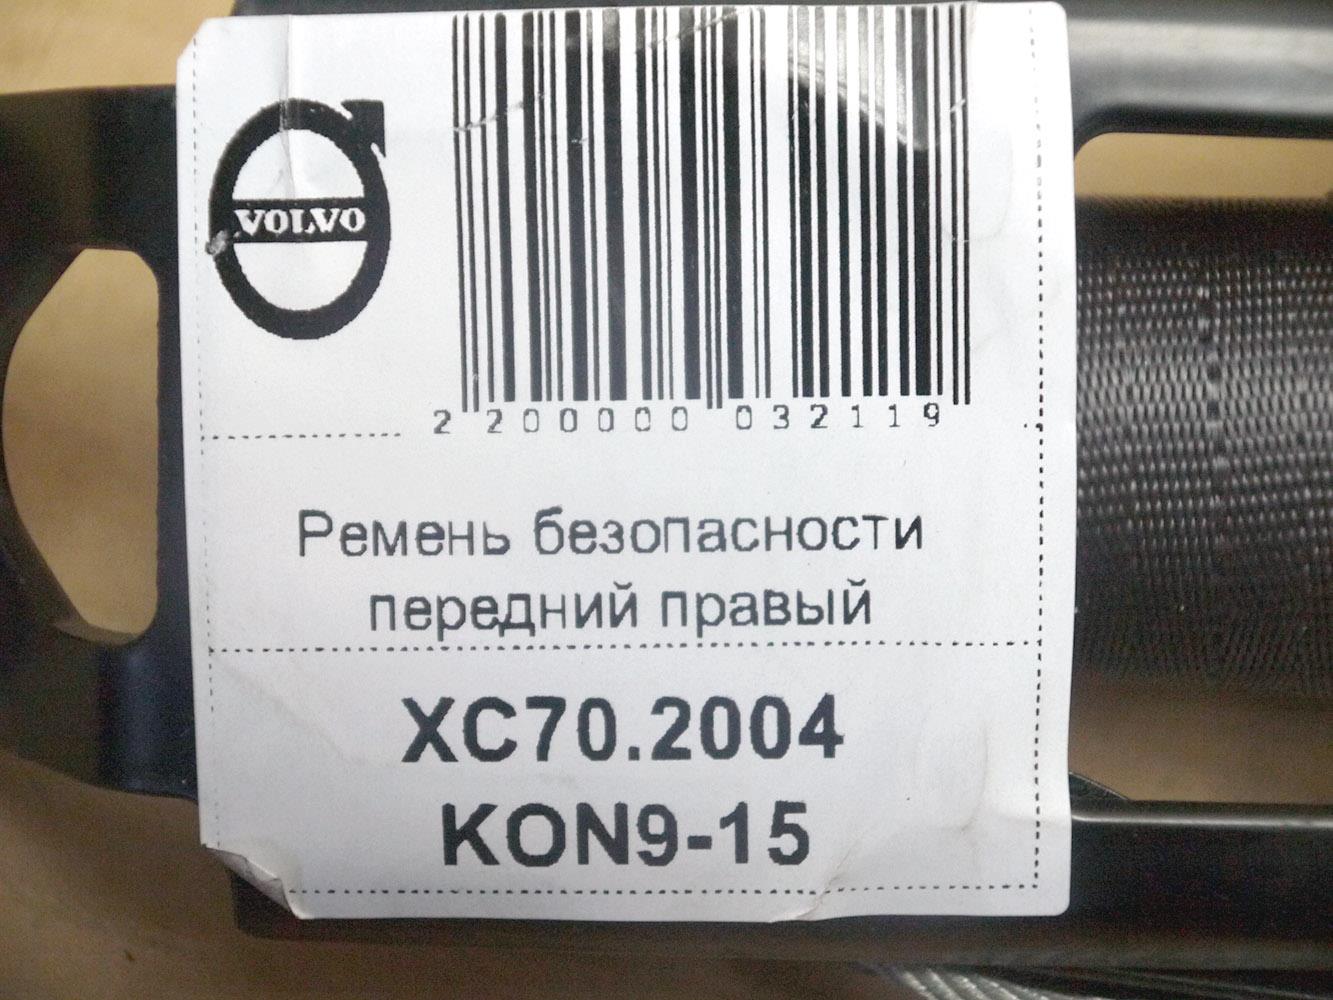 VOLVO
2 200000 032119
Ремень безопасности
передний правый
XC70.2004
KON9-15